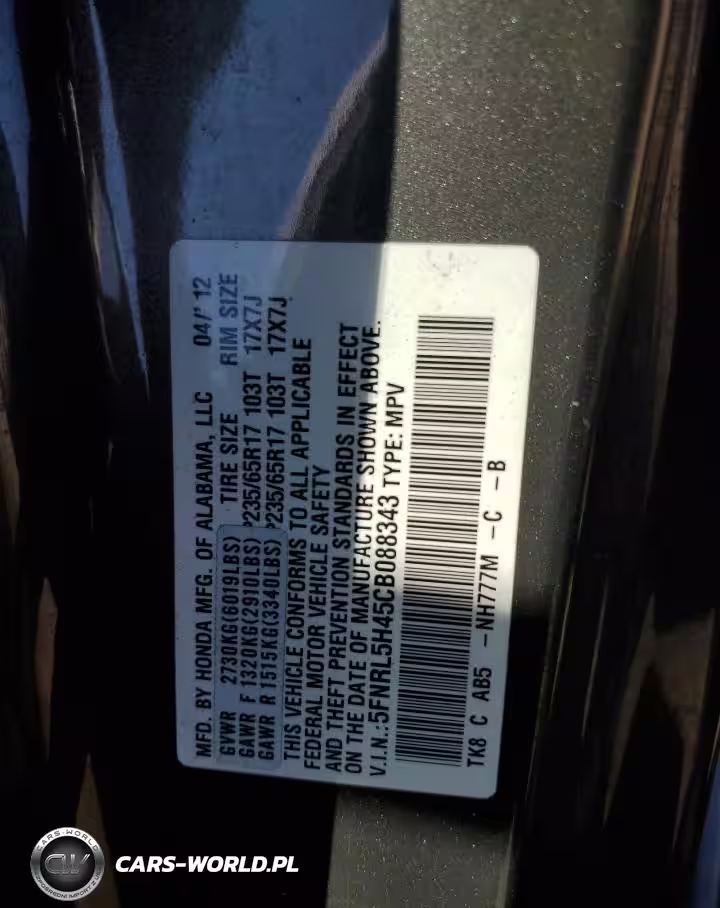 MFD. BY HONDA MFG. OF ALABAMA, LLC 04/'12
GVWR 2730KG(6019LBS) TIRE SIZE RIM SIZE
GAWR F 1320KG(2910LBS) P235/65R17 103T 17X7J
GAWR R 1515KG(3340LBS) P235/65R17 103T 17X7J
THIS VEHICLE CONFORMS TO ALL APPLICABLE
FEDERAL MOTOR VEHICLE SAFETY
AND THEFT PREVENTION STANDARDS IN EFFECT
ON THE DATE OF MANUFACTURE SHOWN ABOVE.
V.I.N.:5FNRL5H45CB088343 TYPE: MPV
TK8 C AB5 -NH777M -C -B
CARS-WORLD
CW
CARS-WORLD.PL